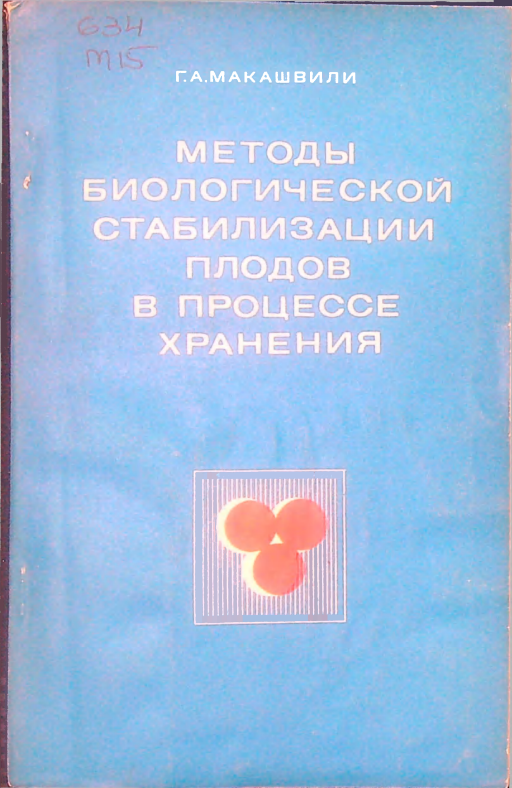 634
М15
Г.А.МАКАШВИЛИ
МЕТОДЫ
БИОЛОГИЧЕСКОЙ
СТАБИЛИЗАЦИИ
ПЛОДОВ
В ПРОЦЕССЕ
ХРАНЕНИЯ